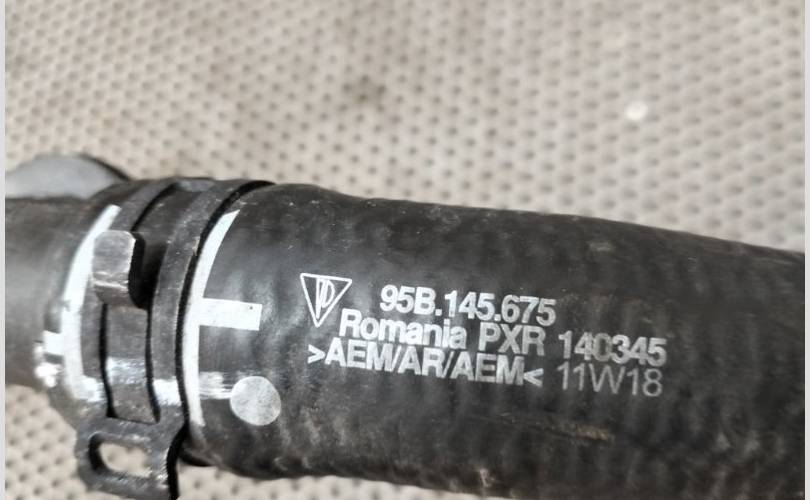 95B.145.675
Romania PXR 140345
>AEM/AR/AEM< 11W18